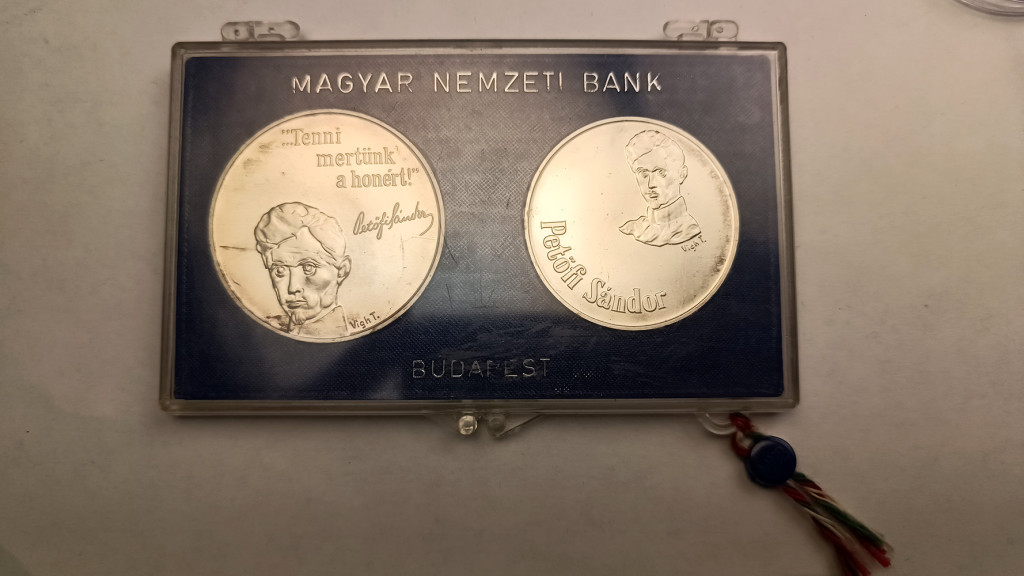 MAGYAR NEMZETI BANK
"Tenni
mertünk
a honért!"
Petőfi Sándor
Vigh T.
Petőfi Sándor
Vigh T.
BUDAPEST